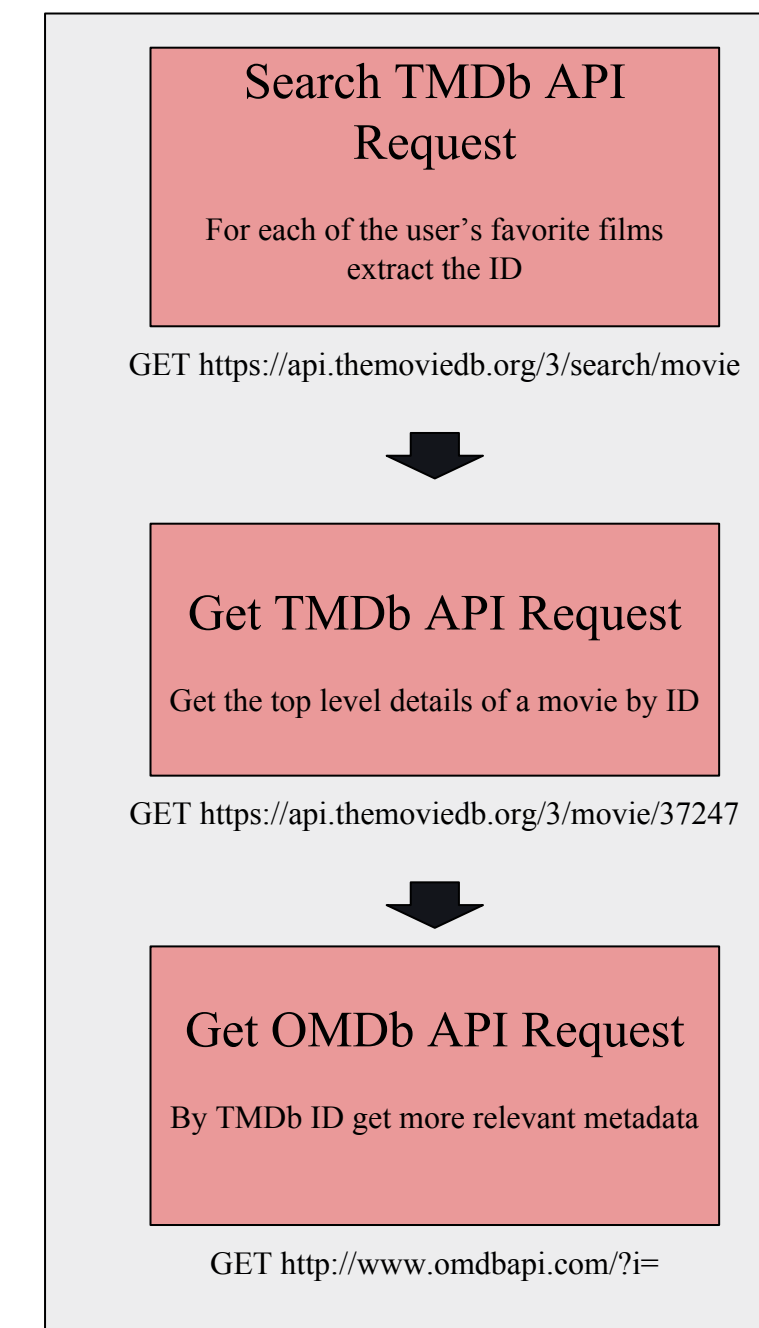 Search TMDb API
Request
For each of the user’s favorite films
extract the ID
GET https://api.themoviedb.org/3/search/movie
Get TMDb API Request
Get the top level details of a movie by ID
GET https://api.themoviedb.org/3/movie/37247
Get OMDb API Request
By TMDb ID get more relevant metadata
GET http://www.omdbapi.com/?i=